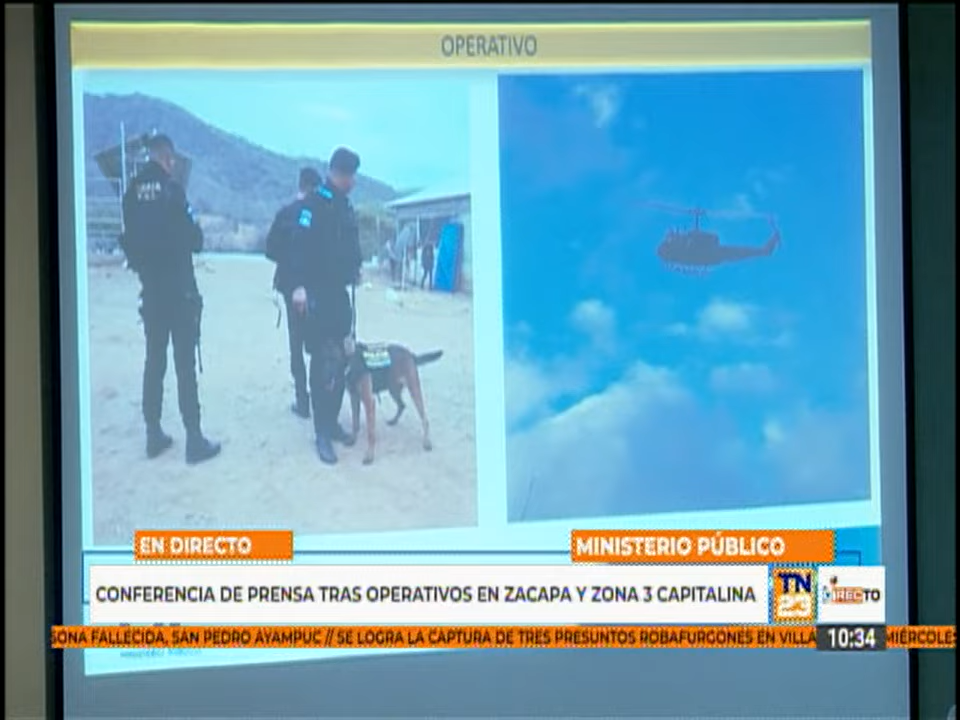 OPERATIVO
EN DIRECTO
MINISTERIO PÚBLICO
CONFERENCIA DE PRENSA TRAS OPERATIVOS EN ZACAPA Y ZONA 3 CAPITALINA
TN
23
DIRECTO
SONA FALLECIDA, SAN PEDRO AYAMPUC // SE LOGRA LA CAPTURA DE TRES PRESUNTOS ROBAFURGONES EN VILLA
10:34
MIÉRCOLES